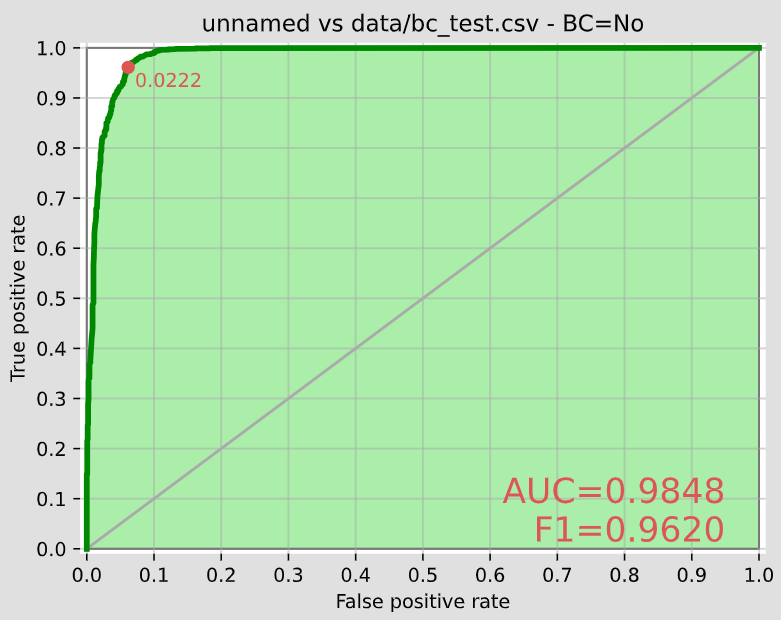 unnamed vs data/bc_test.csv - BC=No
1.0
0.9
0.8
0.7
0.6
0.5
0.4
0.3
0.2
0.1
0.0
True positive rate
0.0222
AUC=0.9848
F1=0.9620
0.0 0.1 0.2 0.3 0.4 0.5 0.6 0.7 0.8 0.9 1.0
False positive rate